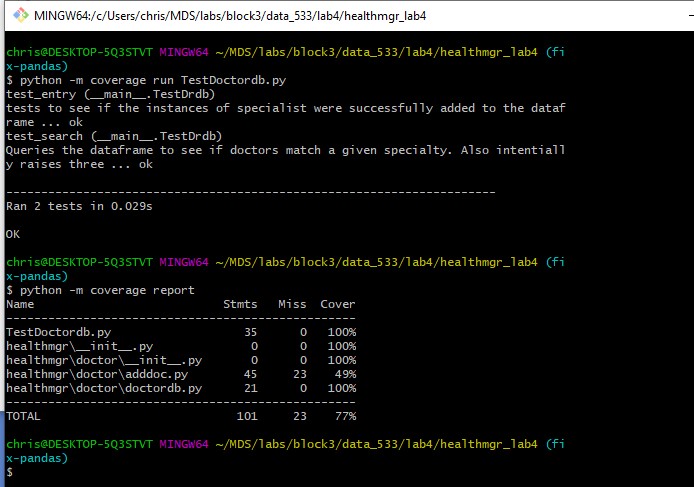 MINGW64:/c/Users/chris/MDS/labs/block3/data_533/lab4/healthmgr_lab4
chris@DESKTOP-5Q3STVT MINGW64 ~/MDS/labs/block3/data_533/lab4/healthmgr_lab4 (fi
x-pandas)
$ python -m coverage run TestDoctordb.py
test_entry (__main__.TestDrdb)
tests to see if the instances of specialist were successfully added to the dataf
rame ... ok
test_search (__main__.TestDrdb)
Queries the dataframe to see if doctors match a given specialty. Also intentiall
y raises three ... ok
----------------------------------------------------------------------
Ran 2 tests in 0.029s
OK
chris@DESKTOP-5Q3STVT MINGW64 ~/MDS/labs/block3/data_533/lab4/healthmgr_lab4 (fi
x-pandas)
$ python -m coverage report
Name                           Stmts   Miss  Cover
--------------------------------------------------
TestDoctordb.py                   35      0   100%
healthmgr\__init__.py              0      0   100%
healthmgr\doctor\__init__.py       0      0   100%
healthmgr\doctor\adddoc.py        45     23    49%
healthmgr\doctor\doctordb.py      21      0   100%
--------------------------------------------------
TOTAL                            101     23    77%
chris@DESKTOP-5Q3STVT MINGW64 ~/MDS/labs/block3/data_533/lab4/healthmgr_lab4 (fi
x-pandas)
$